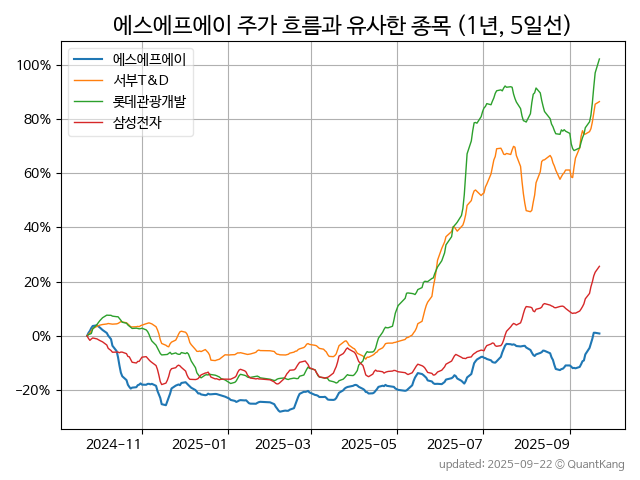 에스에프에이 주가 흐름과 유사한 종목 (1년, 5일선)
에스에프에이
서부T&D
롯데관광개발
삼성전자
100%
80%
60%
40%
20%
0%
−20%
2024-11
2025-01
2025-03
2025-05
2025-07
2025-09
updated: 2025-09-22 © QuantKang